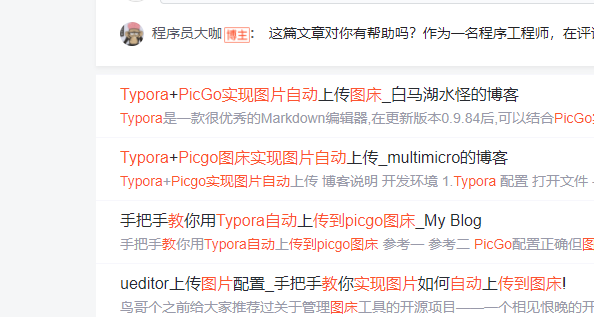 程序员大咖 博主： 这篇文章对你有帮助吗？作为一名程序工程师，在评
Typora+PicGo实现图片自动上传图床_白马湖水怪的博客
Typora是一款很优秀的Markdown编辑器,在更新版本0.9.84后,可以结合PicGo实
Typora+Picgo图床实现图片自动上传_multimicro的博客
Typora+Picgo实现图片自动上传 博客说明 开发环境 1.Typora 配置 打开文件 -
手把手教你用Typora自动上传到picgo图床_My Blog
手把手教你用Typora自动上传到picgo图床 参考一 参考二 PicGo配置正确但图
ueditor上传图片配置_手把手教你实现图片如何自动上传到图床!
鸟哥个之前给大家推荐过关于管理图床工具的开源项目——一个相见恨晚的开